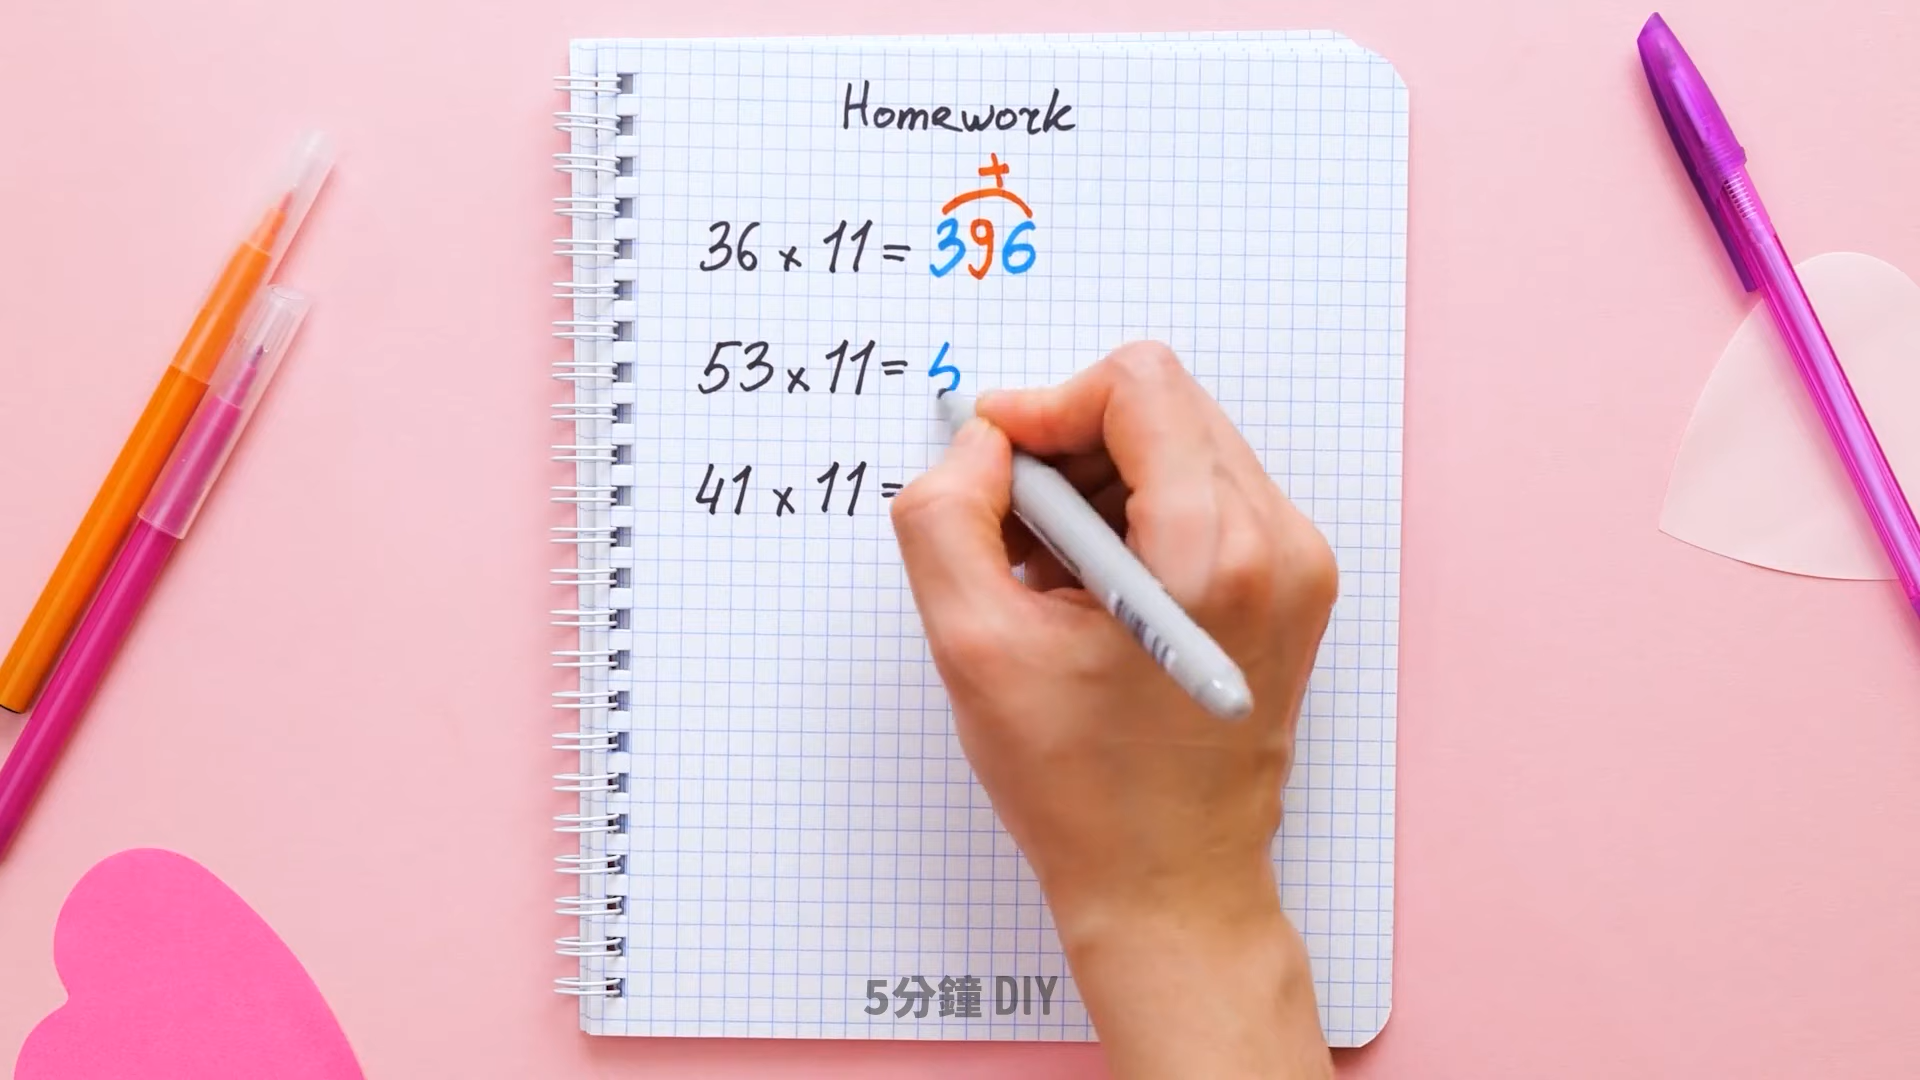 Homework
+
36 x 11 = 396
53 x 11 = 5
41 x 11 =
5分鐘 DIY